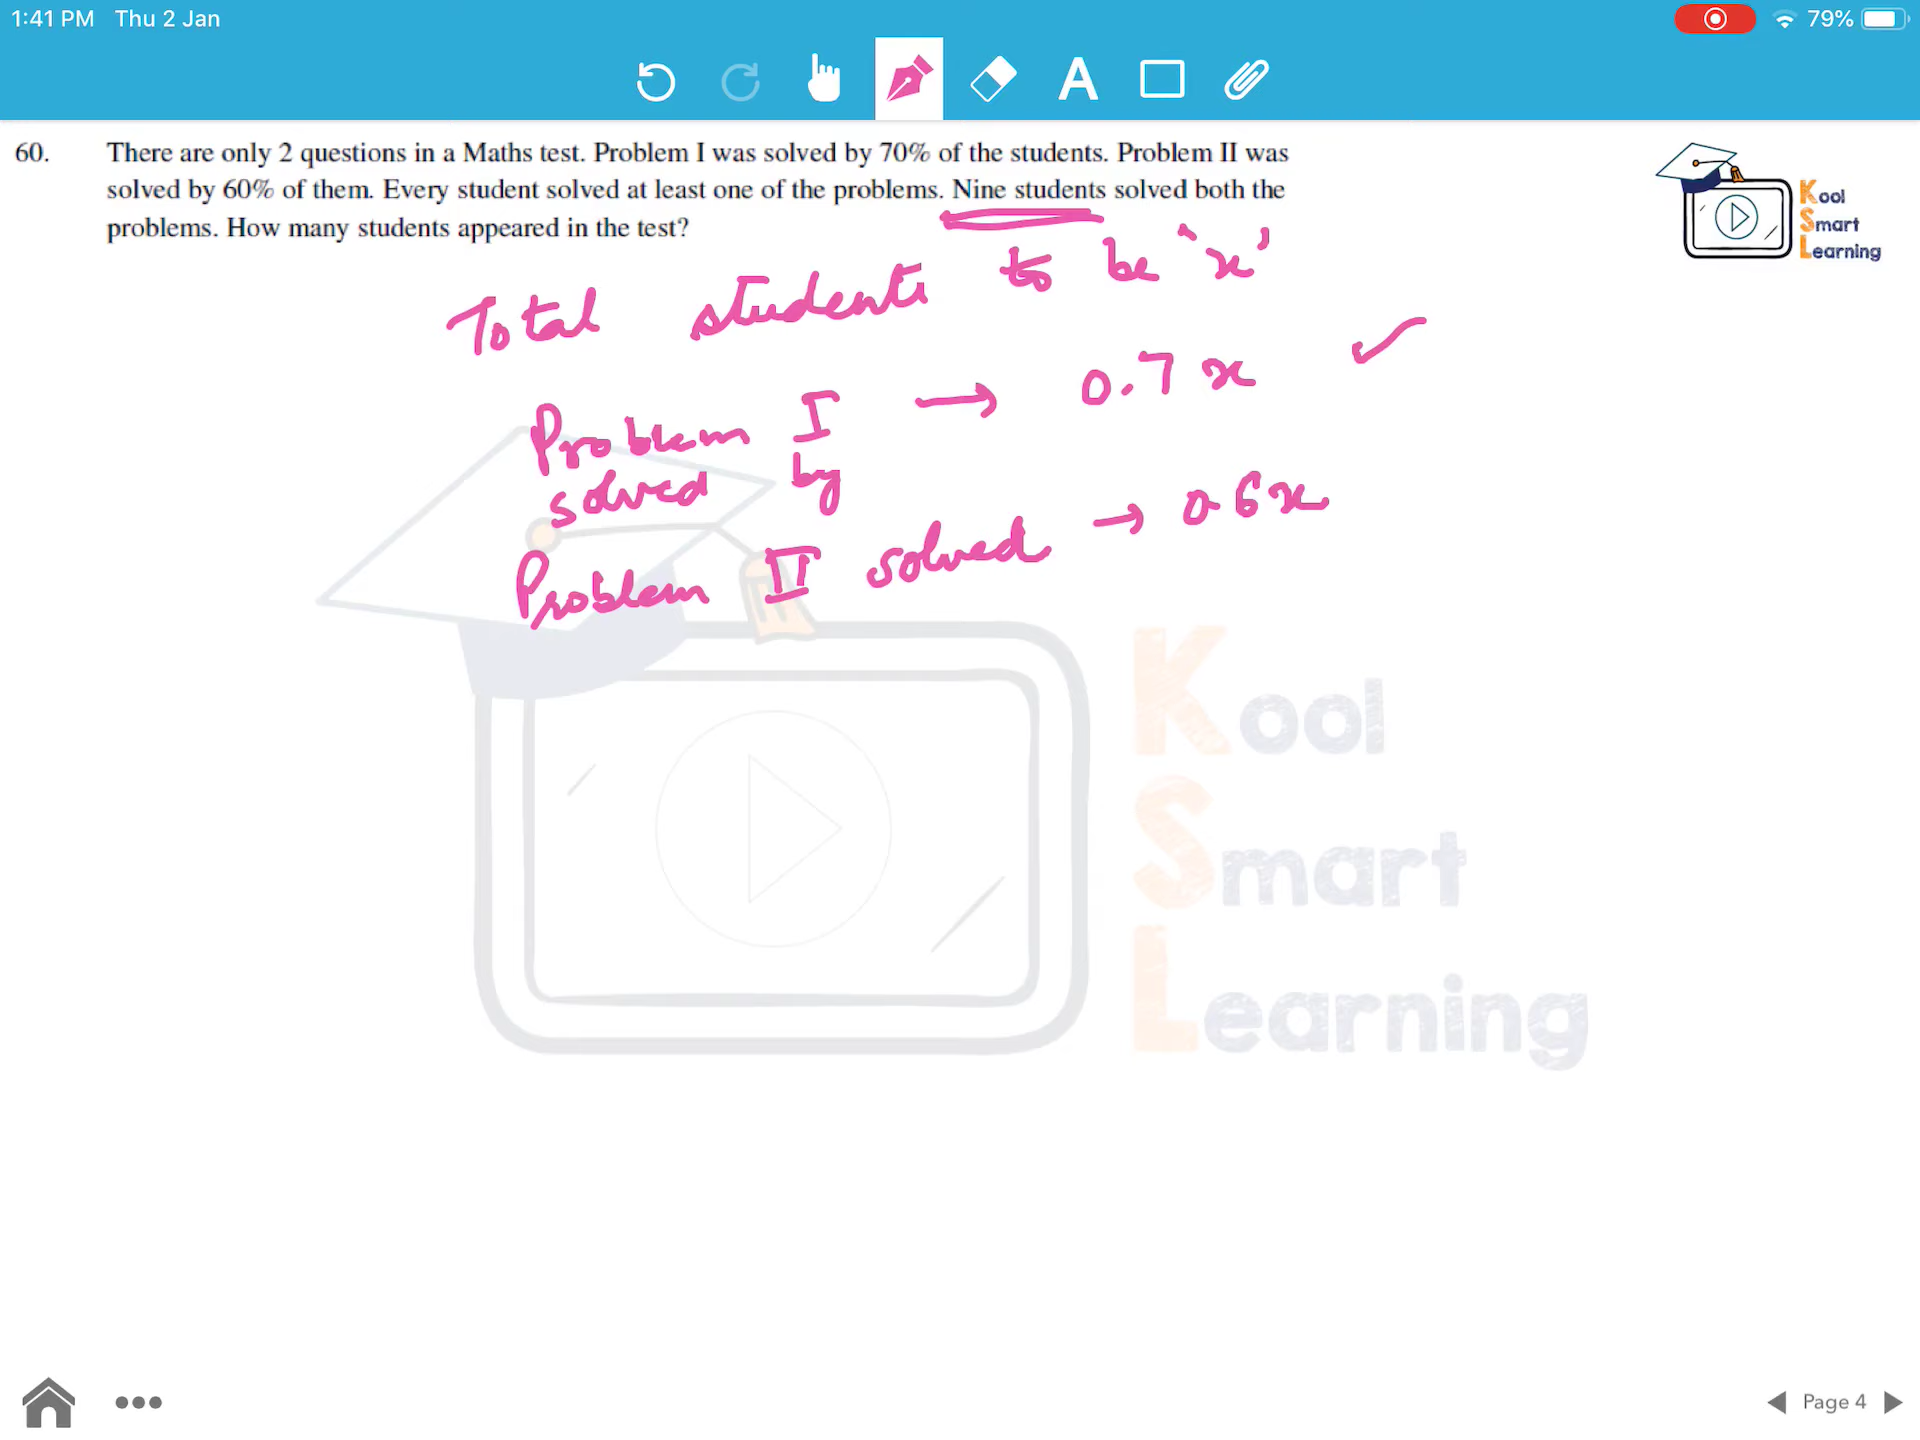 1:41 PM Thu 2 Jan
79%
A
60. There are only 2 questions in a Maths test. Problem I was solved by 70% of the students. Problem II was
solved by 60% of them. Every student solved at least one of the problems. Nine students solved both the
problems. How many students appeared in the test?
Kool
Smart
Learning
Total students to be 'x'
Problem I → 0.7x ✓
solved by
Problem II solved → 0.6x
Kool
Smart
Learning
Page 4